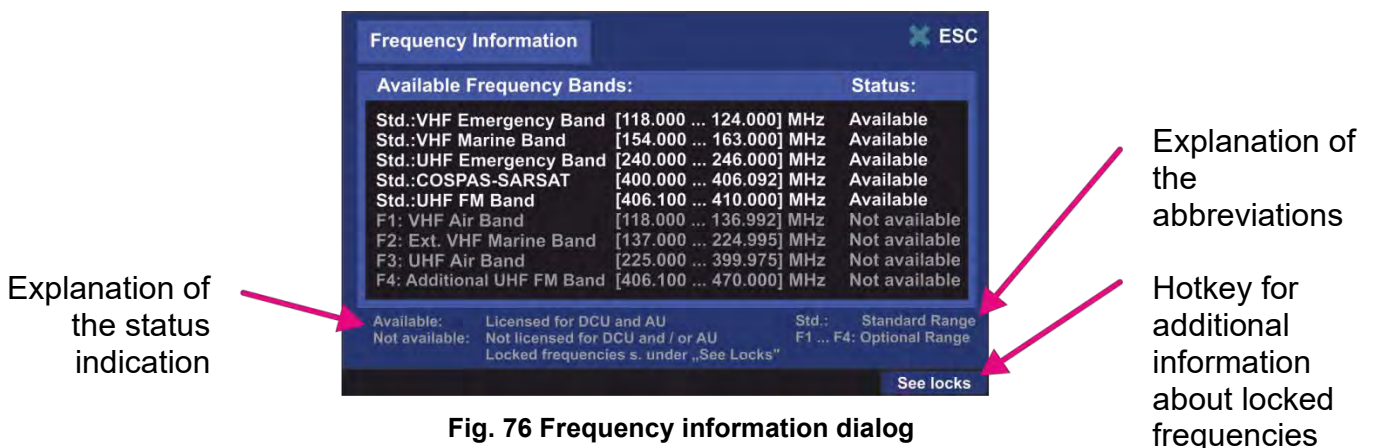 Frequency Information
ESC
Available Frequency Bands: Status:
Std.:VHF Emergency Band [118.000 ... 124.000] MHz Available
Std.:VHF Marine Band [154.000 ... 163.000] MHz Available
Std.:UHF Emergency Band [240.000 ... 246.000] MHz Available
Std.:COSPAS-SARSAT [400.000 ... 406.092] MHz Available
Std.:UHF FM Band [406.100 ... 410.000] MHz Available
F1: VHF Air Band [118.000 ... 136.992] MHz Not available
F2: Ext. VHF Marine Band [137.000 ... 224.995] MHz Not available
F3: UHF Air Band [225.000 ... 399.975] MHz Not available
F4: Additional UHF FM Band [406.100 ... 470.000] MHz Not available
Available: Licensed for DCU and AU Std.: Standard Range
Not available: Not licensed for DCU and / or AU F1 ... F4: Optional Range
Locked frequencies s. under „See Locks"
See locks
Explanation of
the status
indication
Explanation of
the
abbreviations
Hotkey for
additional
information
about locked
frequencies
Fig. 76 Frequency information dialog